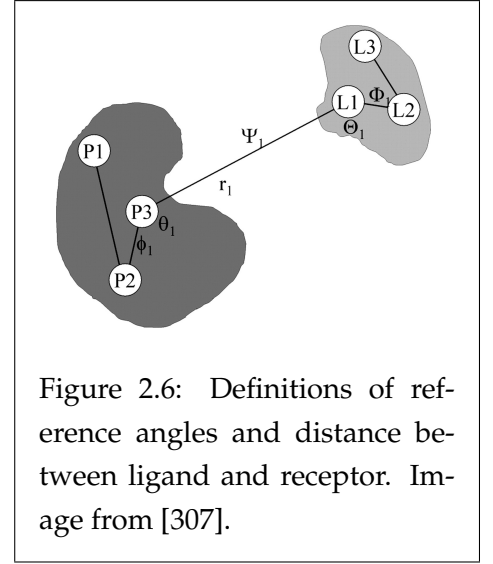 L3
L1
Φ₁
L2
Θ₁
Ψ₁
P1
r₁
P3
θ₁
ϕ₁
P2
Figure 2.6: Definitions of ref-
erence angles and distance be-
tween ligand and receptor. Im-
age from [307].